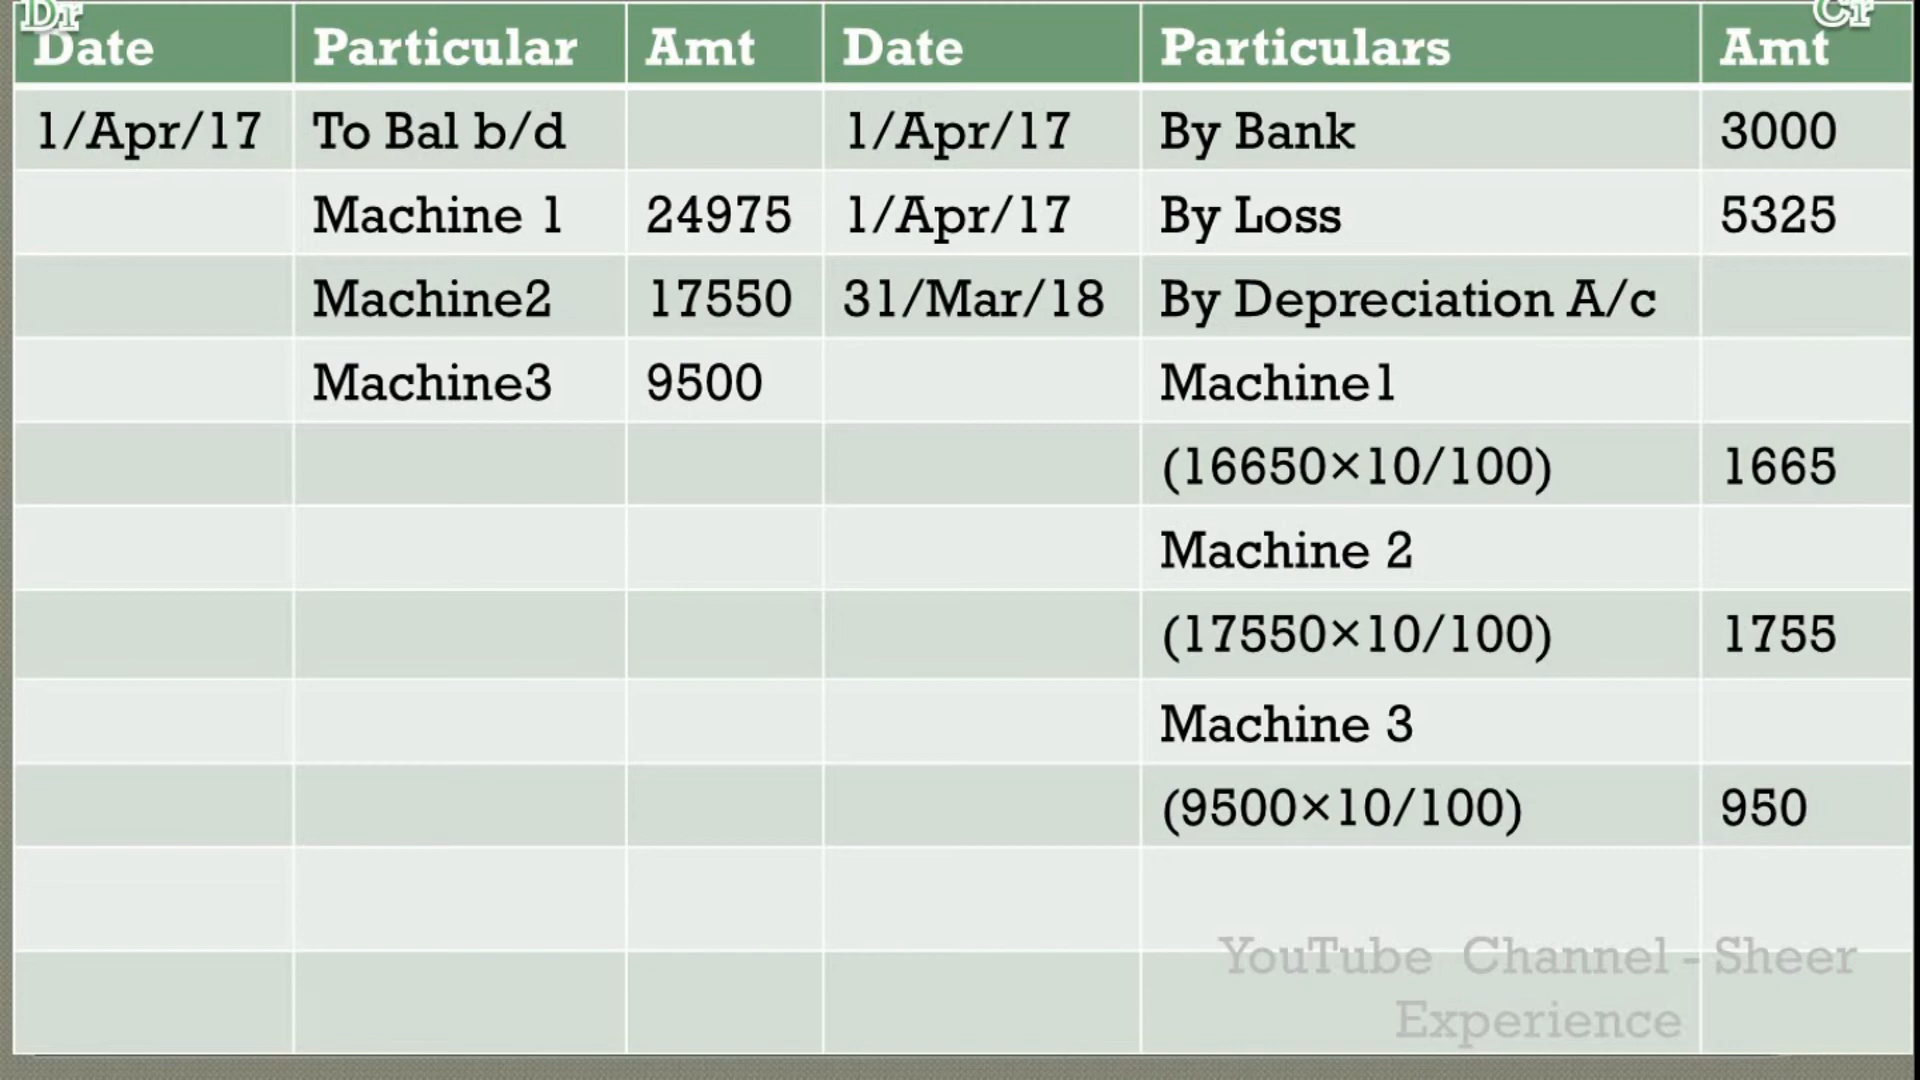 Dr Cr
Date Particular Amt Date Particulars Amt
1/Apr/17 To Bal b/d 1/Apr/17 By Bank 3000
Machine 1 24975 1/Apr/17 By Loss 5325
Machine2 17550 31/Mar/18 By Depreciation A/c
Machine3 9500 Machine1
(16650×10/100) 1665
Machine 2
(17550×10/100) 1755
Machine 3
(9500×10/100) 950
YouTube Channel - Sheer
Experience